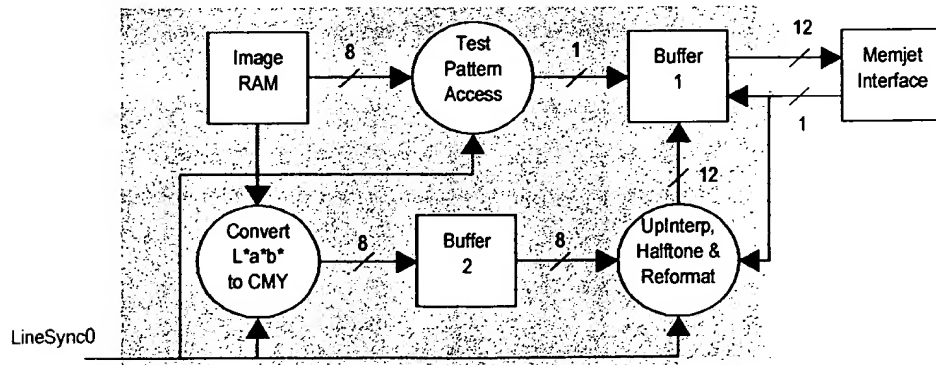 Image
RAM
8
Test
Pattern
Access
1
Buffer
1
12
Memjet
Interface
1
12
Convert
L*a*b*
to CMY
8
Buffer
2
8
UpInterp,
Halftone &
Reformat
LineSync0